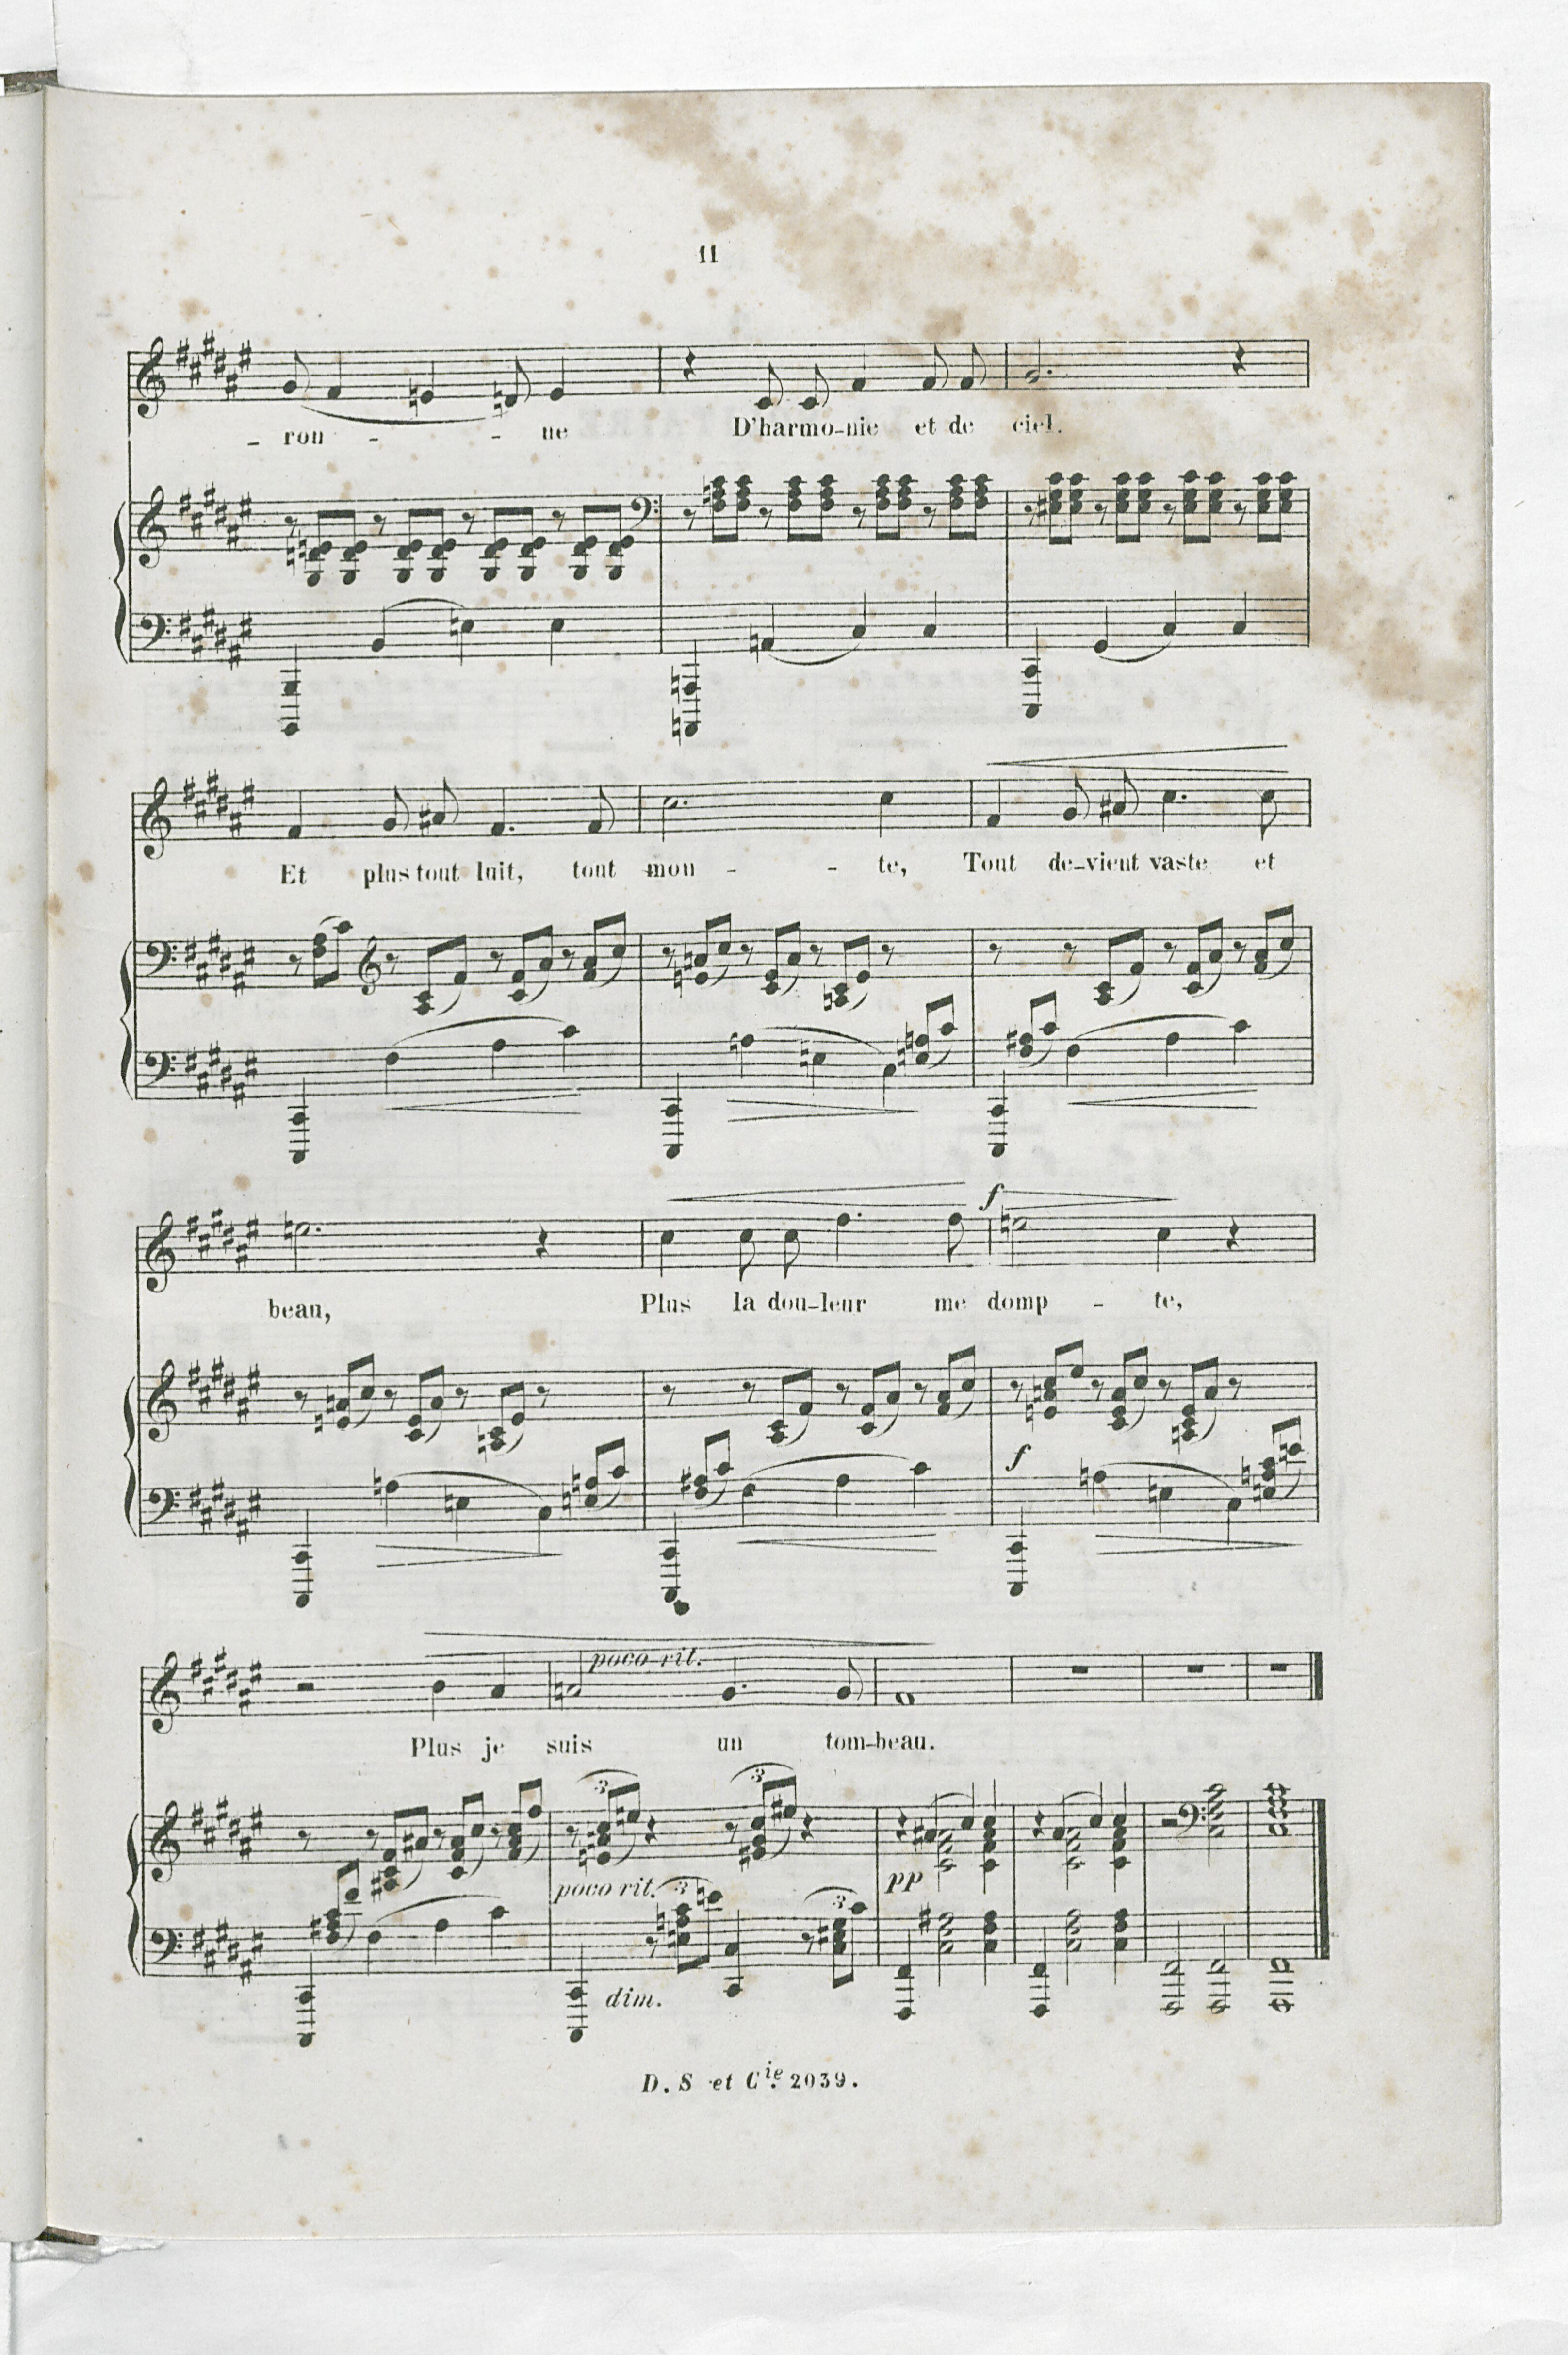 11
- ron - - ne D'harmo-nie et de ciel.
Et plus tout luit, tout mon - - te, Tout de-vient vaste et
f
beau, Plus la dou-leur me domp - te,
f
poco rit.
Plus je suis un tom-beau.
3 3
poco rit. 3 3 pp
dim.
D. S et Cie. 2039.